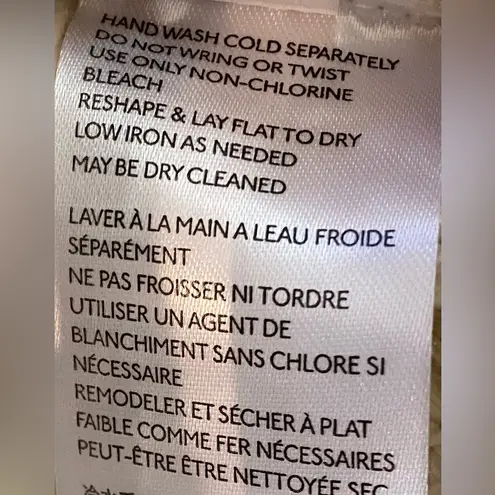 HAND WASH COLD SEPARATELY
DO NOT WRING OR TWIST
USE ONLY NON-CHLORINE
BLEACH
RESHAPE & LAY FLAT TO DRY
LOW IRON AS NEEDED
MAY BE DRY CLEANED
LAVER À LA MAIN A LEAU FROIDE
SÉPARÉMENT
NE PAS FROISSER NI TORDRE
UTILISER UN AGENT DE
BLANCHIMENT SANS CHLORE SI
NÉCESSAIRE
REMODELER ET SÉCHER À PLAT
FAIBLE COMME FER NÉCESSAIRES
PEUT-ÊTRE ÊTRE NETTOYÉE SEC